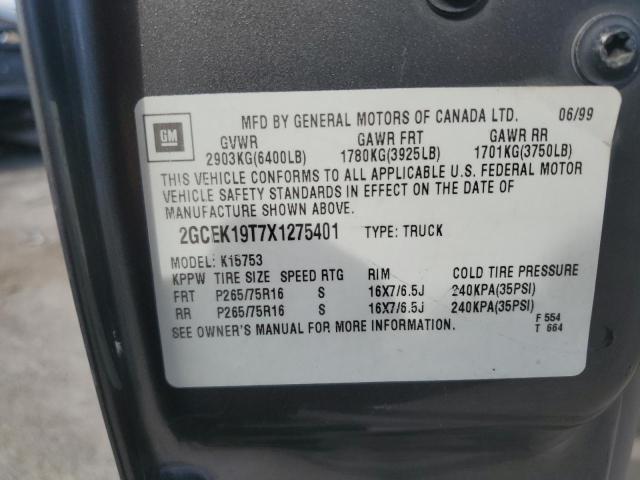 GM
MFD BY GENERAL MOTORS OF CANADA LTD. 06/99
GVWR GAWR FRT GAWR RR
2903KG(6400LB) 1780KG(3925LB) 1701KG(3750LB)
THIS VEHICLE CONFORMS TO ALL APPLICABLE U.S. FEDERAL MOTOR
VEHICLE SAFETY STANDARDS IN EFFECT ON THE DATE OF
MANUFACTURE SHOWN ABOVE.
2GCEK19T7X1275401 TYPE: TRUCK
MODEL: K15753
KPPW TIRE SIZE SPEED RTG RIM COLD TIRE PRESSURE
FRT P265/75R16 S 16X7/6.5J 240KPA(35PSI)
RR P265/75R16 S 16X7/6.5J 240KPA(35PSI)
SEE OWNER'S MANUAL FOR MORE INFORMATION.
F 554
T 664